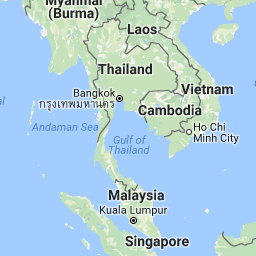 Myanmar
(Burma)
Laos
Thailand
Vietnam
Bangkok
กรุงเทพมหานคร
Cambodia
Andaman Sea
Gulf of
Thailand
Ho Chi
Minh City
Malaysia
Kuala Lumpur
Singapore